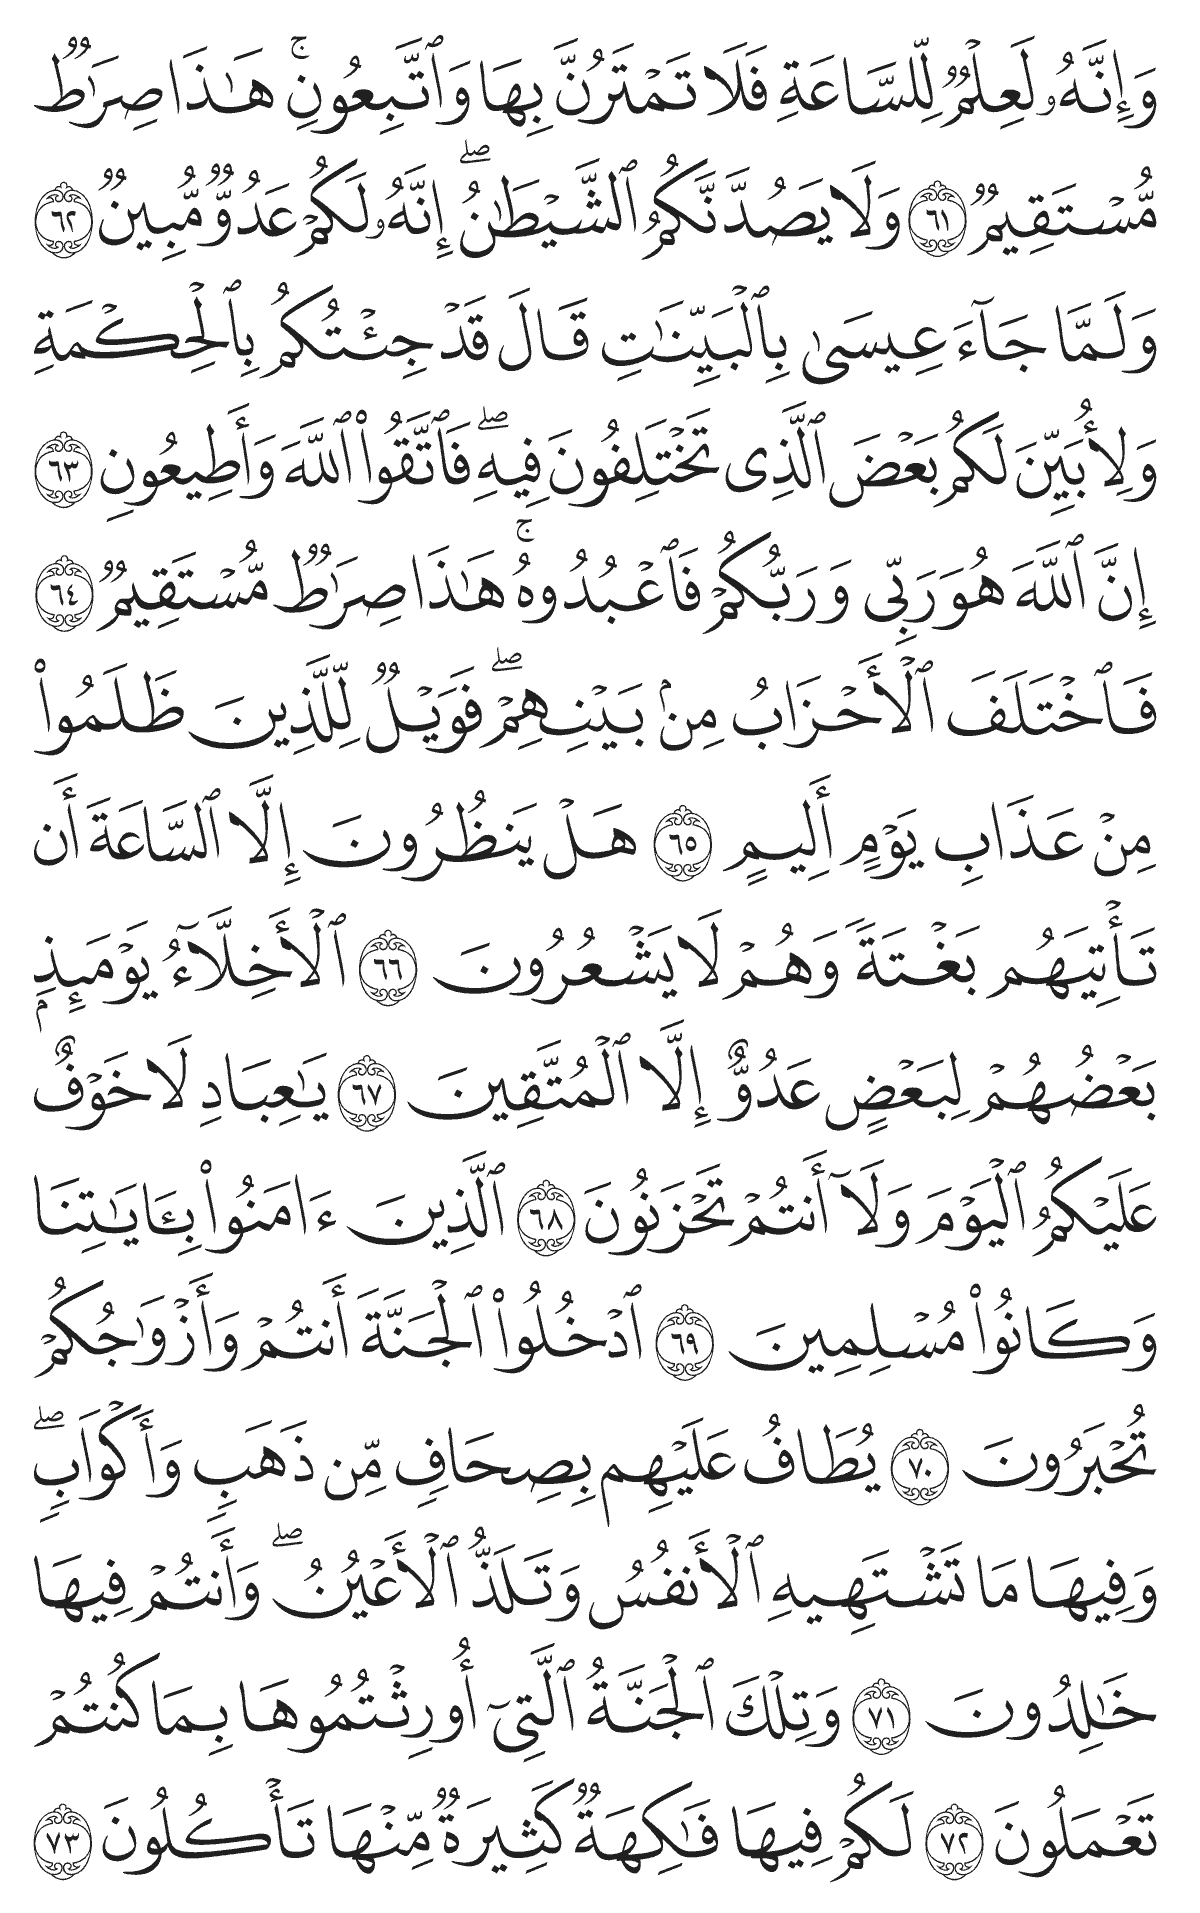 وَإِنَّهُۥ لَعِلۡمٞ لِّلسَّاعَةِ فَلَا تَمۡتَرُنَّ بِهَا وَٱتَّبِعُونِۚ هَٰذَا صِرَٰطٞ
مُّسۡتَقِيمٞ ٦١ وَلَا يَصُدَّنَّكُمُ ٱلشَّيۡطَٰنُۖ إِنَّهُۥ لَكُمۡ عَدُوّٞ مُّبِينٞ ٦٢
وَلَمَّا جَآءَ عِيسَىٰ بِٱلۡبَيِّنَٰتِ قَالَ قَدۡ جِئۡتُكُم بِٱلۡحِكۡمَةِ
وَلِأُبَيِّنَ لَكُم بَعۡضَ ٱلَّذِي تَخۡتَلِفُونَ فِيهِۖ فَٱتَّقُواْ ٱللَّهَ وَأَطِيعُونِ ٦٣
إِنَّ ٱللَّهَ هُوَ رَبِّي وَرَبُّكُمۡ فَٱعۡبُدُوهُۚ هَٰذَا صِرَٰطٞ مُّسۡتَقِيمٞ ٦٤
فَٱخۡتَلَفَ ٱلۡأَحۡزَابُ مِنۢ بَيۡنِهِمۡۖ فَوَيۡلٞ لِّلَّذِينَ ظَلَمُواْ
مِنۡ عَذَابِ يَوۡمٍ أَلِيمٍ ٦٥ هَلۡ يَنظُرُونَ إِلَّا ٱلسَّاعَةَ أَن
تَأۡتِيَهُم بَغۡتَةٗ وَهُمۡ لَا يَشۡعُرُونَ ٦٦ ٱلۡأَخِلَّآءُ يَوۡمَئِذِۭ
بَعۡضُهُمۡ لِبَعۡضٍ عَدُوٌّ إِلَّا ٱلۡمُتَّقِينَ ٦٧ يَٰعِبَادِ لَا خَوۡفٌ
عَلَيۡكُمُ ٱلۡيَوۡمَ وَلَآ أَنتُمۡ تَحۡزَنُونَ ٦٨ ٱلَّذِينَ ءَامَنُواْ بِـَٔايَٰتِنَا
وَكَانُواْ مُسۡلِمِينَ ٦٩ ٱدۡخُلُواْ ٱلۡجَنَّةَ أَنتُمۡ وَأَزۡوَٰجُكُمۡ
تُحۡبَرُونَ ٧٠ يُطَافُ عَلَيۡهِم بِصِحَافٖ مِّن ذَهَبٖ وَأَكۡوَابٖۖ
وَفِيهَا مَا تَشۡتَهِيهِ ٱلۡأَنفُسُ وَتَلَذُّ ٱلۡأَعۡيُنُۖ وَأَنتُمۡ فِيهَا
خَٰلِدُونَ ٧١ وَتِلۡكَ ٱلۡجَنَّةُ ٱلَّتِيٓ أُورِثۡتُمُوهَا بِمَا كُنتُمۡ
تَعۡمَلُونَ ٧٢ لَكُمۡ فِيهَا فَٰكِهَةٞ كَثِيرَةٞ مِّنۡهَا تَأۡكُلُونَ ٧٣